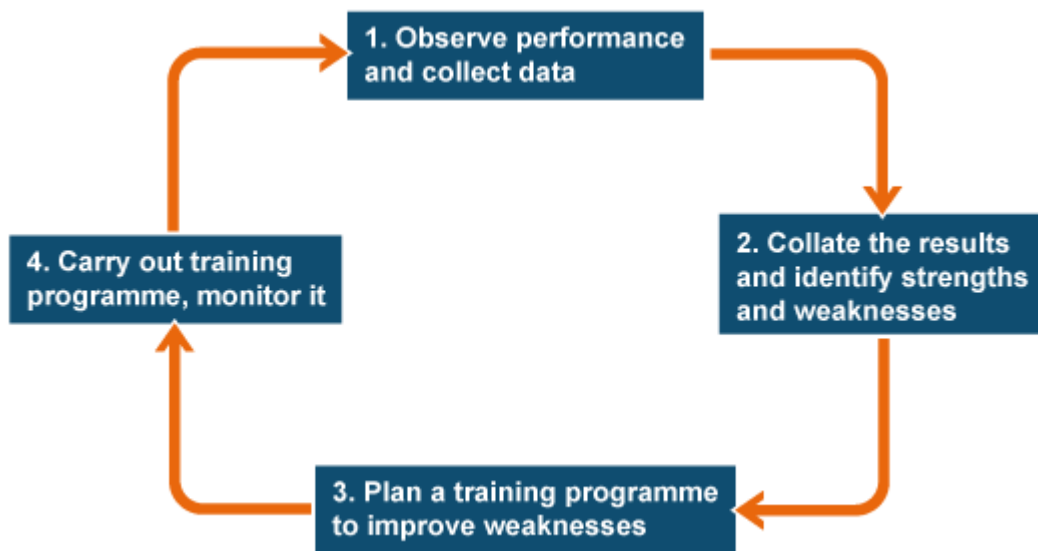 1. Observe performance
and collect data
2. Collate the results
and identify strengths
and weaknesses
3. Plan a training programme
to improve weaknesses
4. Carry out training
programme, monitor it